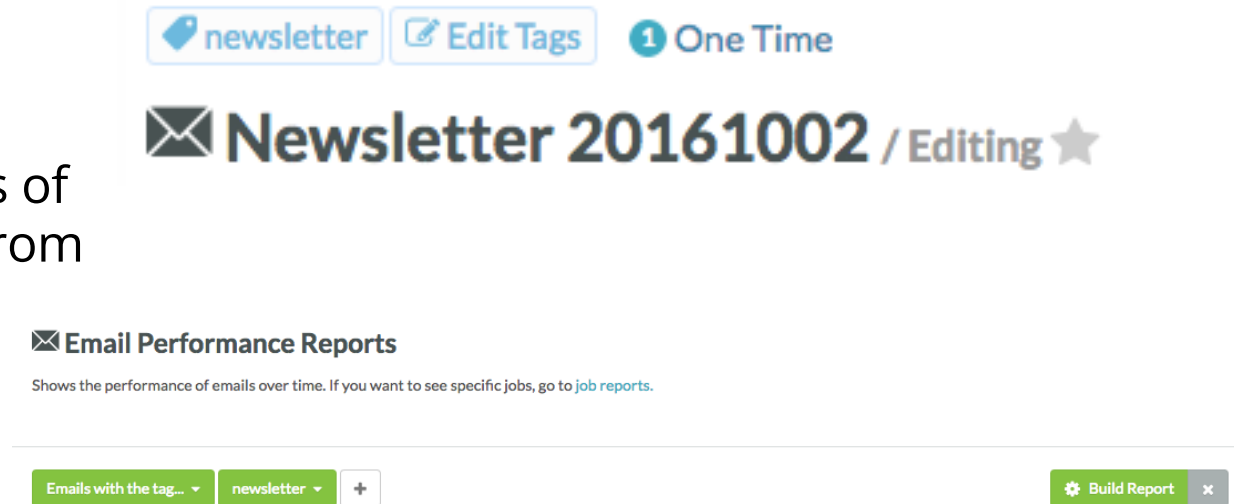 newsletter Edit Tags 1 One Time
Newsletter 20161002 / Editing
of
Email Performance Reports
Shows the performance of emails over time. If you want to see specific jobs, go to job reports.
Emails with the tag... newsletter + Build Report x